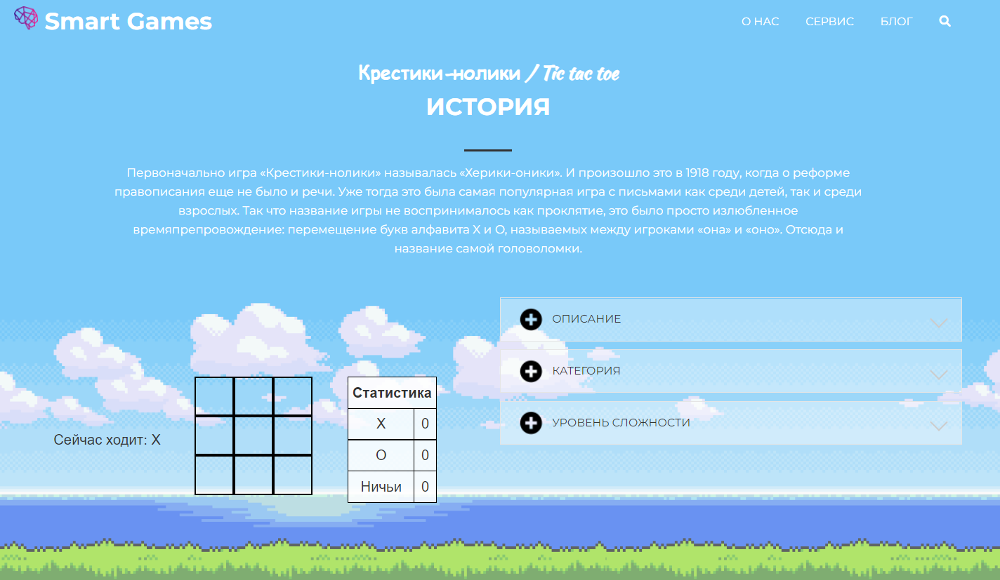 Smart Games
О НАС СЕРВИС БЛОГ
Крестики-нолики / Tic tac toe
ИСТОРИЯ
Первоначально игра «Крестики-нолики» называлась «Херики-оники». И произошло это в 1918 году, когда о реформе
правописания еще не было и речи. Уже тогда это была самая популярная игра с письмами как среди детей, так и среди
взрослых. Так что название игры не воспринималось как проклятие, это было просто излюбленное
времяпрепровождение: перемещение букв алфавита Х и О, называемых между игроками «она» и «оно». Отсюда и
название самой головоломки.
Сейчас ходит: X
Статистика
X 0
O 0
Ничьи 0
ОПИСАНИЕ
КАТЕГОРИЯ
УРОВЕНЬ СЛОЖНОСТИ